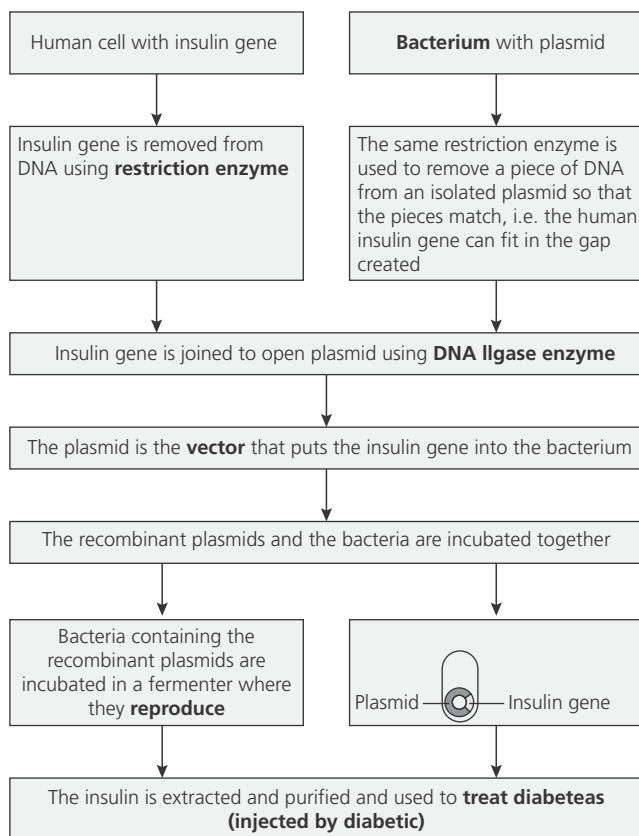 Human cell with insulin gene
Bacterium with plasmid
Insulin gene is removed from
DNA using restriction enzyme
The same restriction enzyme is
used to remove a piece of DNA
from an isolated plasmid so that
the pieces match, i.e. the human
insulin gene can fit in the gap
created
Insulin gene is joined to open plasmid using DNA llgase enzyme
The plasmid is the vector that puts the insulin gene into the bacterium
The recombinant plasmids and the bacteria are incubated together
Bacteria containing the
recombinant plasmids are
incubated in a fermenter where
they reproduce
Plasmid
Insulin gene
The insulin is extracted and purified and used to treat diabeteas
(injected by diabetic)